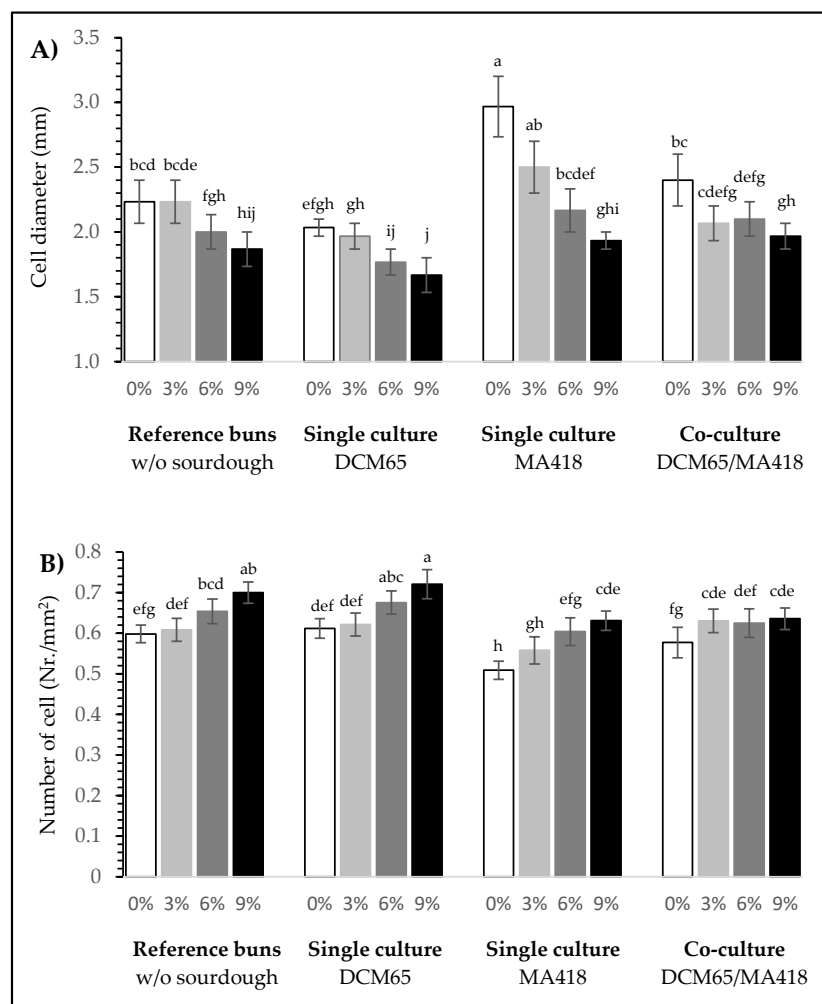 A)
Cell diameter (mm)
3.5
3.0
2.5
2.0
1.5
1.0
bcd bcde fgh hij efgh gh ij j a ab bcdef ghi bc cdefg defg gh
0% 3% 6% 9% 0% 3% 6% 9% 0% 3% 6% 9% 0% 3% 6% 9%
Reference buns Single culture Single culture Co-culture
w/o sourdough DCM65 MA418 DCM65/MA418
B)
Number of cell (Nr./mm²)
0.8
0.7
0.6
0.5
0.4
0.3
0.2
0.1
0
efg def bcd ab def def abc a h gh efg cde fg cde def cde
0% 3% 6% 9% 0% 3% 6% 9% 0% 3% 6% 9% 0% 3% 6% 9%
Reference buns Single culture Single culture Co-culture
w/o sourdough DCM65 MA418 DCM65/MA418